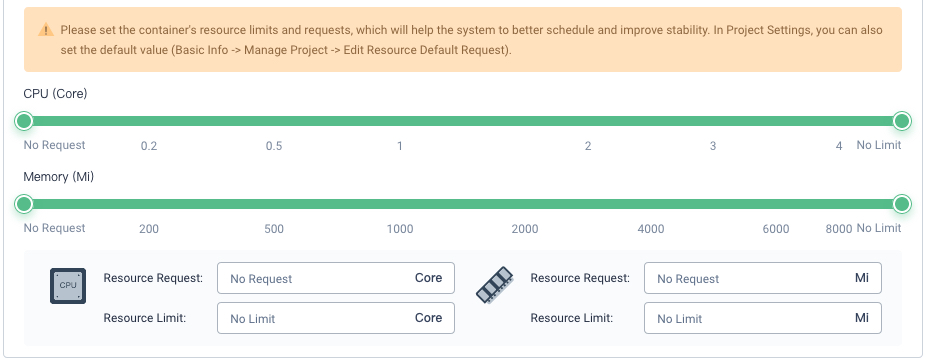 Please set the container's resource limits and requests, which will help the system to better schedule and improve stability. In Project Settings, you can also
set the default value (Basic Info -> Manage Project -> Edit Resource Default Request).
CPU (Core)
No Request 0.2 0.5 1 2 3 4 No Limit
Memory (Mi)
No Request 200 500 1000 2000 4000 6000 8000 No Limit
CPU
Resource Request: No Request Core
Resource Limit: No Limit Core
Resource Request: No Request Mi
Resource Limit: No Limit Mi